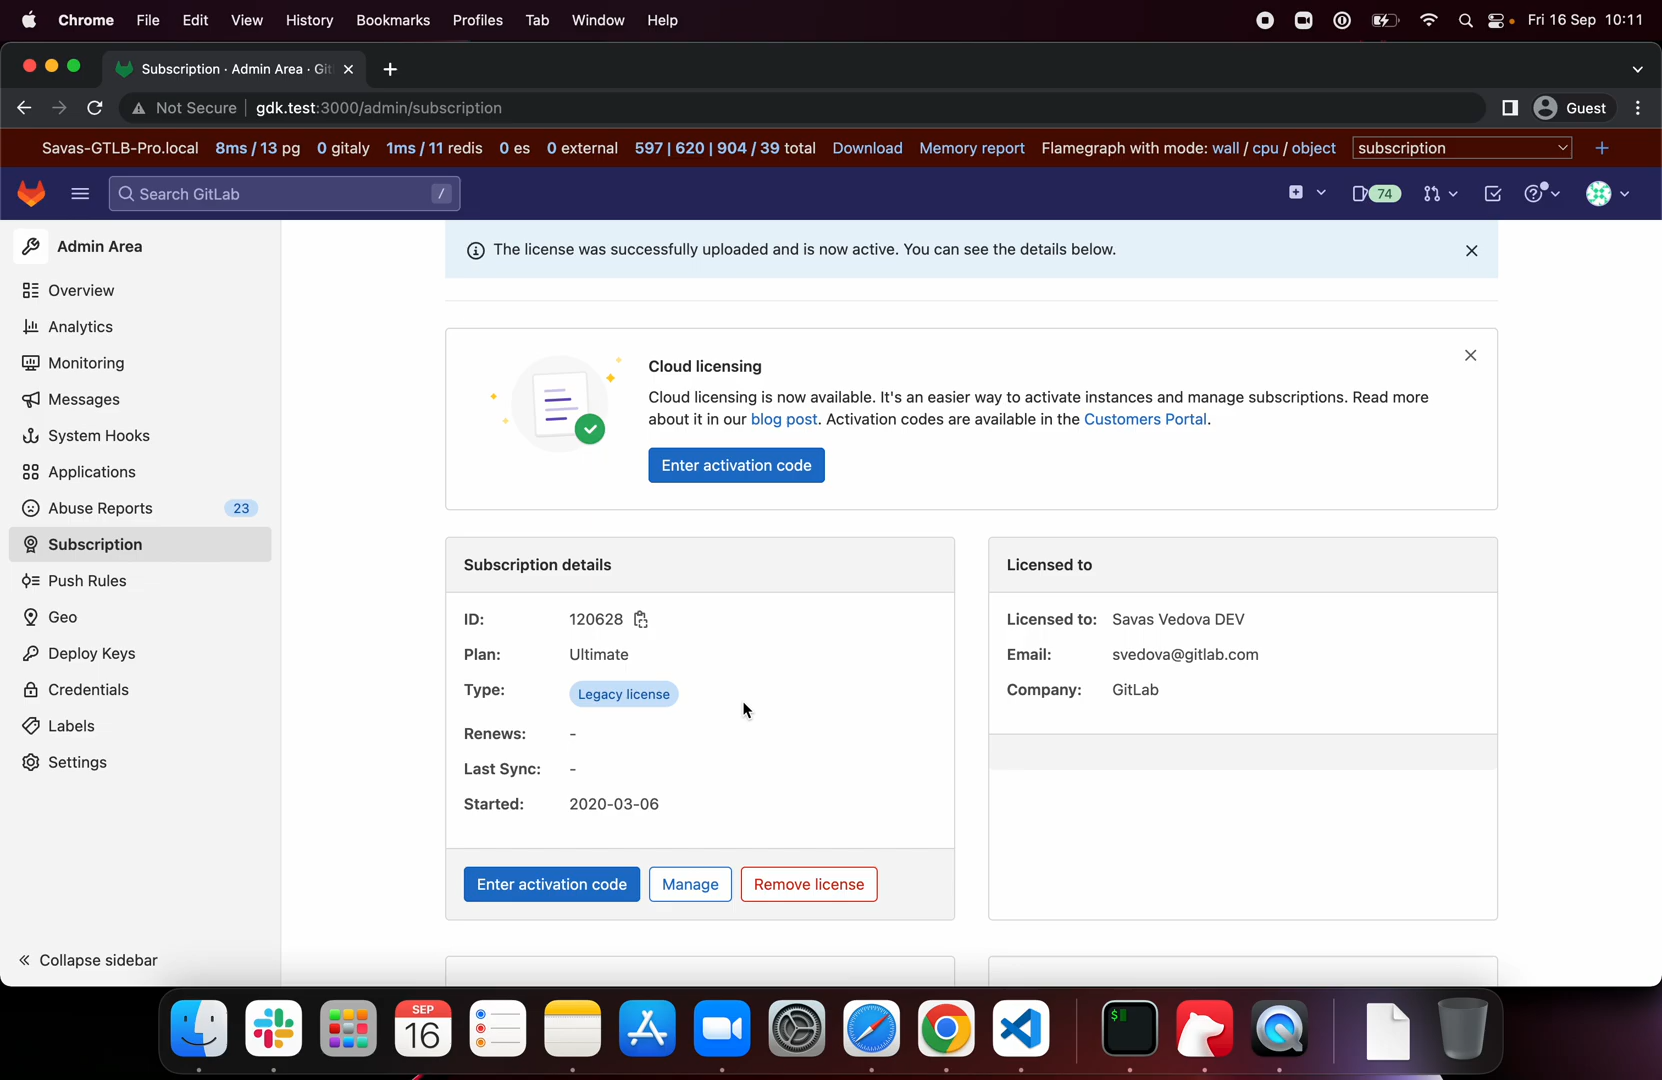 Chrome File Edit View History Bookmarks Profiles Tab Window Help Fri 16 Sep 10:11
Subscription · Admin Area · Git
Not Secure gdk.test:3000/admin/subscription Guest
Savas-GTLB-Pro.local 8ms / 13 pg 0 gitaly 1ms / 11 redis 0 es 0 external 597 | 620 | 904 / 39 total Download Memory report Flamegraph with mode: wall / cpu / object subscription +
Search GitLab / 74
Admin Area
Overview
Analytics
Monitoring
Messages
System Hooks
Applications
Abuse Reports 23
Subscription
Push Rules
Geo
Deploy Keys
Credentials
Labels
Settings
Collapse sidebar
The license was successfully uploaded and is now active. You can see the details below.
Cloud licensing
Cloud licensing is now available. It's an easier way to activate instances and manage subscriptions. Read more
about it in our blog post. Activation codes are available in the Customers Portal.
Enter activation code
Subscription details
ID: 120628
Plan: Ultimate
Type: Legacy license
Renews: -
Last Sync: -
Started: 2020-03-06
Enter activation code Manage Remove license
Licensed to
Licensed to: Savas Vedova DEV
Email: svedova@gitlab.com
Company: GitLab
SEP
16
$